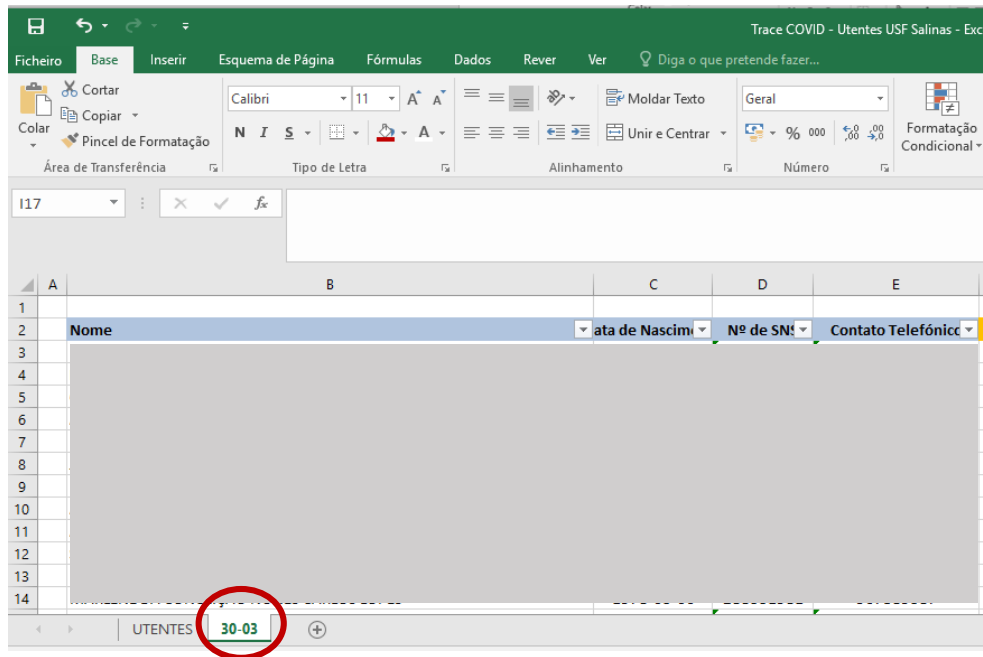 Trace COVID - Utentes USF Salinas - Exc
Ficheiro Base Inserir Esquema de Página Fórmulas Dados Rever Ver Diga o que pretende fazer...
Cortar
Copiar
Pincel de Formatação
Colar
Calibri 11 A A
N I S A
Moldar Texto
Unir e Centrar
Geral
% 000
Formatação
Condicional
Área de Transferência Tipo de Letra Alinhamento Número
I17 fx
A B C D E
1
2 Nome ata de Nascim Nº de SNS Contato Telefónico
3
4
5
6
7
8
9
10
11
12
13
14
UTENTES 30-03